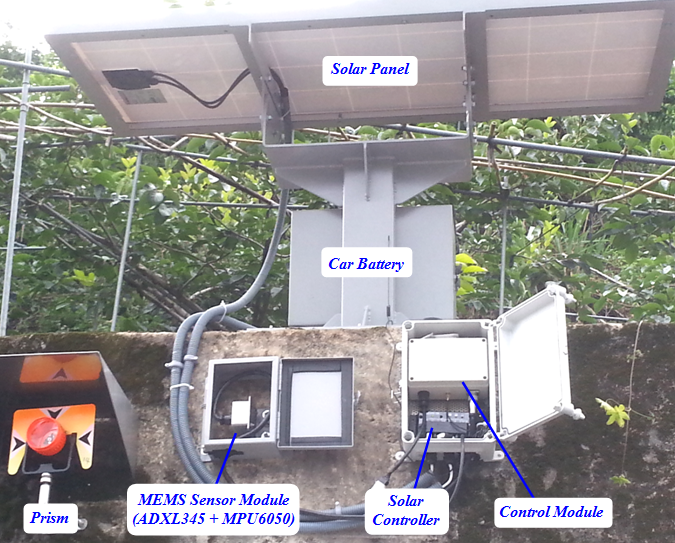 Solar Panel
Car Battery
MEMS Sensor Module
(ADXL345 + MPU6050)
Solar
Controller
Control Module
Prism